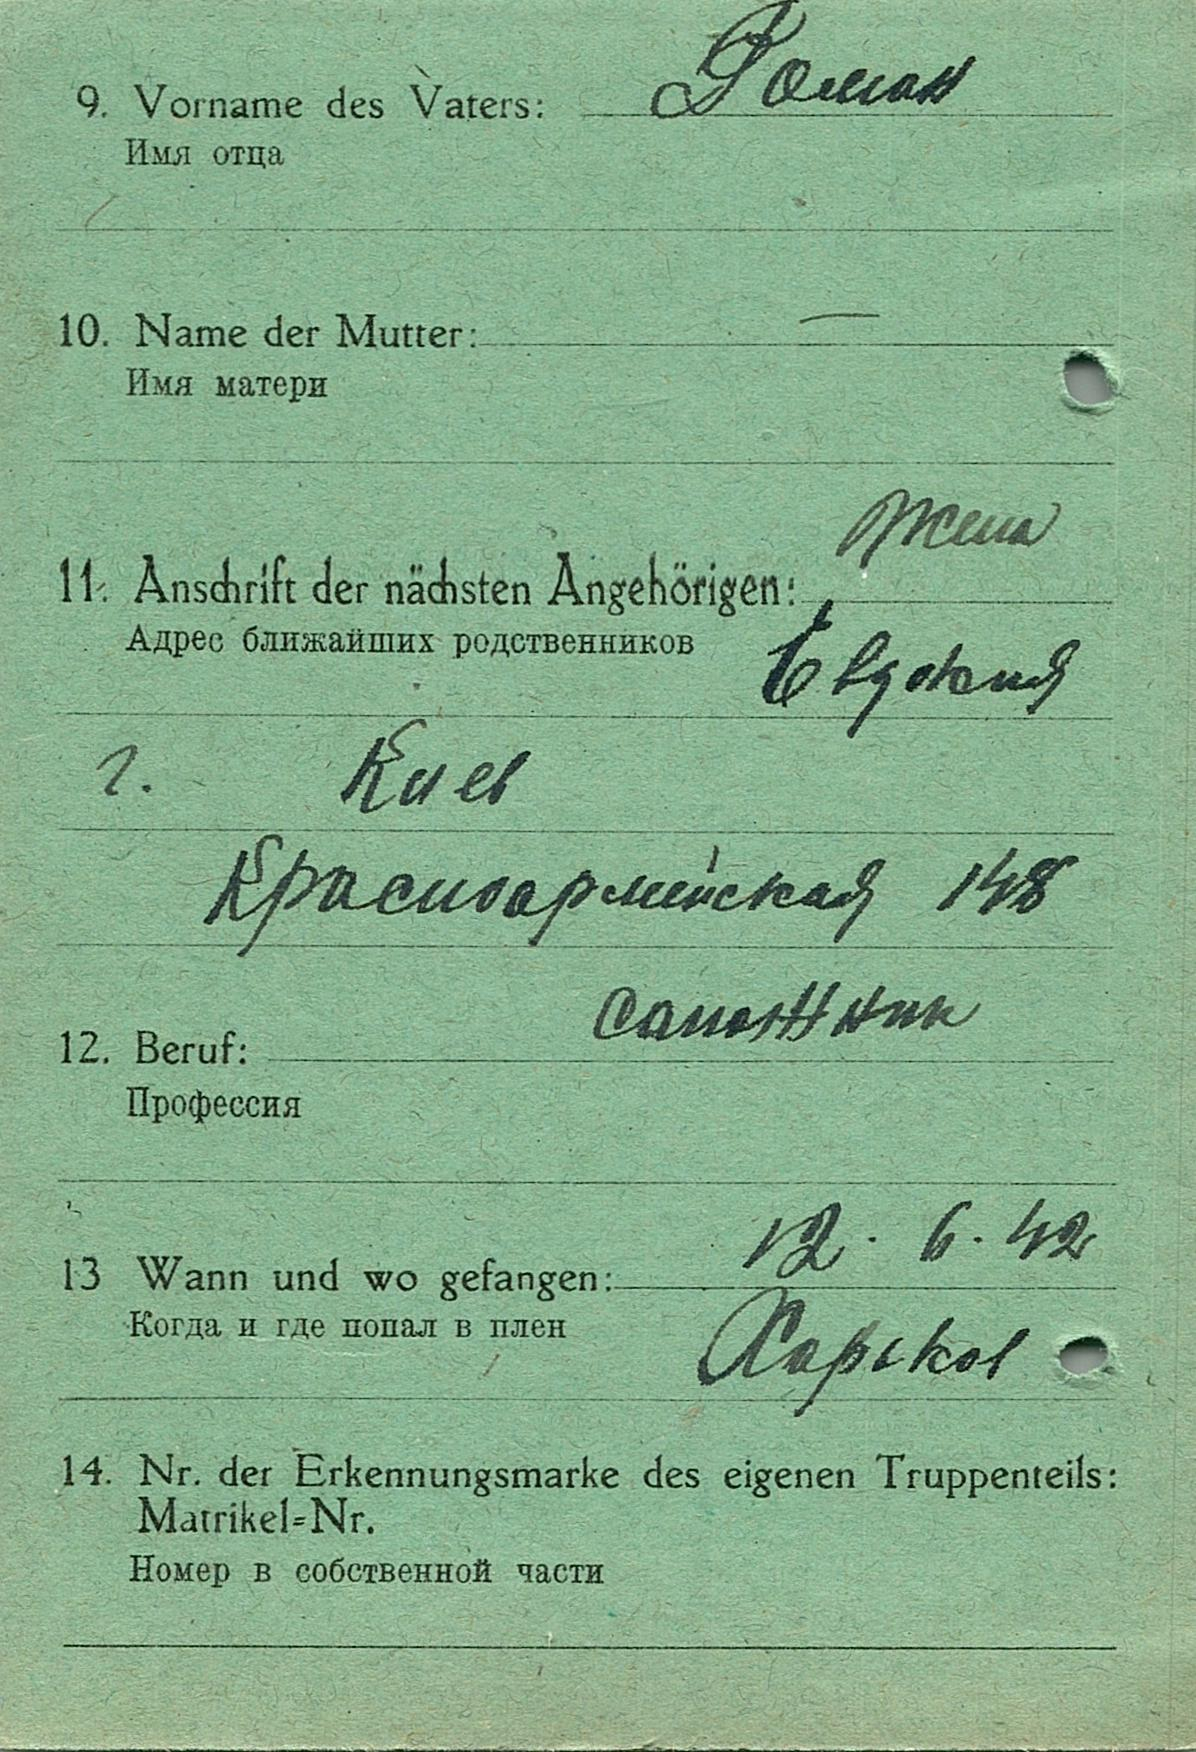 9. Vorname des Vaters: Роман
Имя отца
10. Name der Mutter: —
Имя матери
Жена
11. Anschrift der nächsten Angehörigen:
Адрес ближайших родственников Евдокия
г. Киев
Красноармейская 148
сапожник
12. Beruf:
Профессия
12. 6. 42
13 Wann und wo gefangen:
Когда и где попал в плен Харьков
14. Nr. der Erkennungsmarke des eigenen Truppenteils:
Matrikel=Nr.
Номер в собственной части